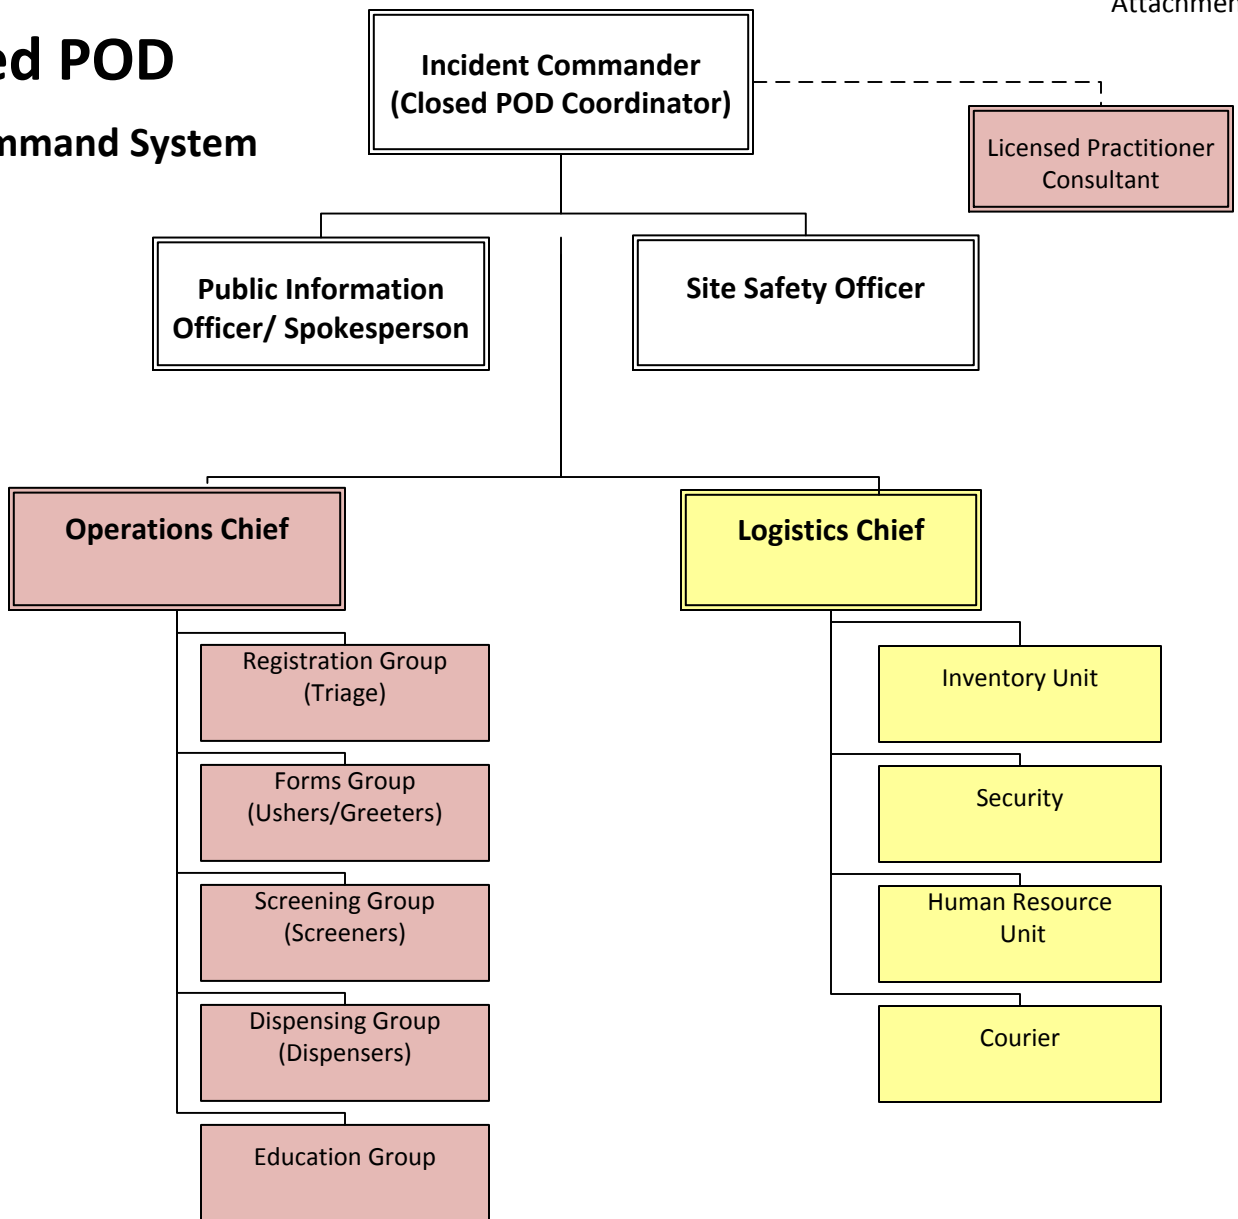 Attachmen
ed POD
mmand System
Incident Commander
(Closed POD Coordinator)
Licensed Practitioner
Consultant
Public Information
Officer/ Spokesperson
Site Safety Officer
Operations Chief
Logistics Chief
Registration Group
(Triage)
Forms Group
(Ushers/Greeters)
Screening Group
(Screeners)
Dispensing Group
(Dispensers)
Education Group
Inventory Unit
Security
Human Resource
Unit
Courier